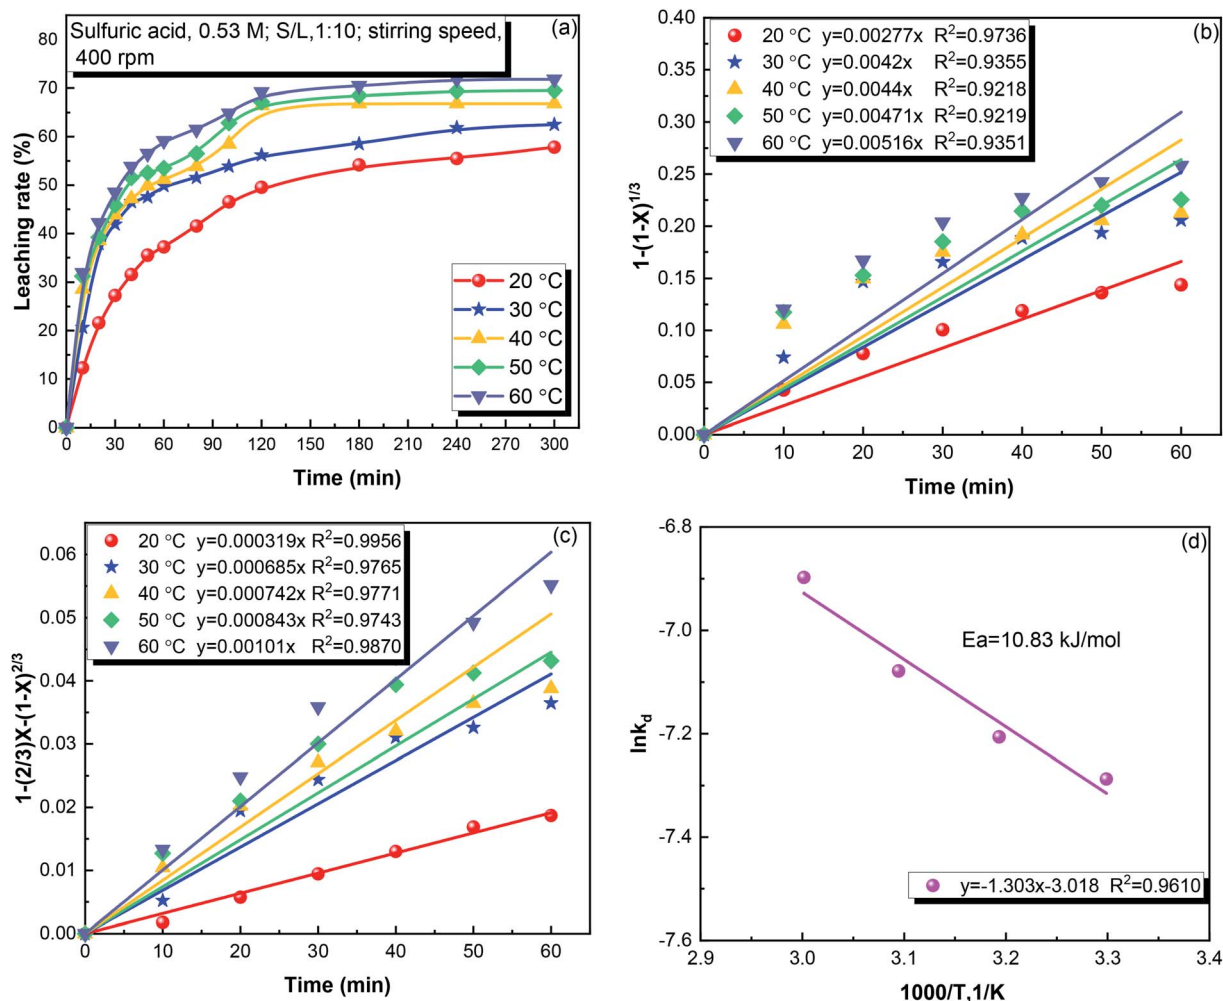 Sulfuric acid, 0.53 M; S/L,1:10; stirring speed,
400 rpm
(a)
80
70
60
50
40
30
20
10
0
Leaching rate (%)
20 °C
30 °C
40 °C
50 °C
60 °C
0 30 60 90 120 150 180 210 240 270 300
Time (min)
(b)
20 °C y=0.00277x R²=0.9736
30 °C y=0.0042x R²=0.9355
40 °C y=0.0044x R²=0.9218
50 °C y=0.00471x R²=0.9219
60 °C y=0.00516x R²=0.9351
0.40
0.35
0.30
0.25
0.20
0.15
0.10
0.05
0.00
1-(1-X)^1/3
0 10 20 30 40 50 60
Time (min)
(c)
20 °C y=0.000319x R²=0.9956
30 °C y=0.000685x R²=0.9765
40 °C y=0.000742x R²=0.9771
50 °C y=0.000843x R²=0.9743
60 °C y=0.00101x R²=0.9870
0.06
0.05
0.04
0.03
0.02
0.01
0.00
1-(2/3)X-(1-X)^2/3
0 10 20 30 40 50 60
Time (min)
(d)
-6.8
-7.0
-7.2
-7.4
-7.6
lnk_d
Ea=10.83 kJ/mol
y=-1.303x-3.018 R²=0.9610
2.9 3.0 3.1 3.2 3.3 3.4
1000/T,1/K